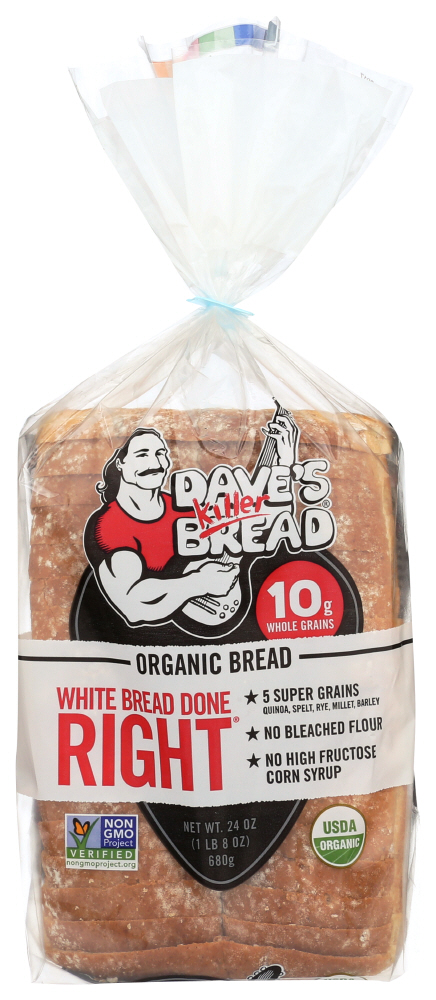 DAVE'S
Killer
BREAD®
10g
WHOLE GRAINS
ORGANIC BREAD
WHITE BREAD DONE
RIGHT®
★ 5 SUPER GRAINS
QUINOA, SPELT, RYE, MILLET, BARLEY
★ NO BLEACHED FLOUR
★ NO HIGH FRUCTOSE
CORN SYRUP
NON
GMO
Project
VERIFIED
nongmoproject.org
NET WT. 24 OZ
(1 LB 8 OZ)
680g
USDA
ORGANIC